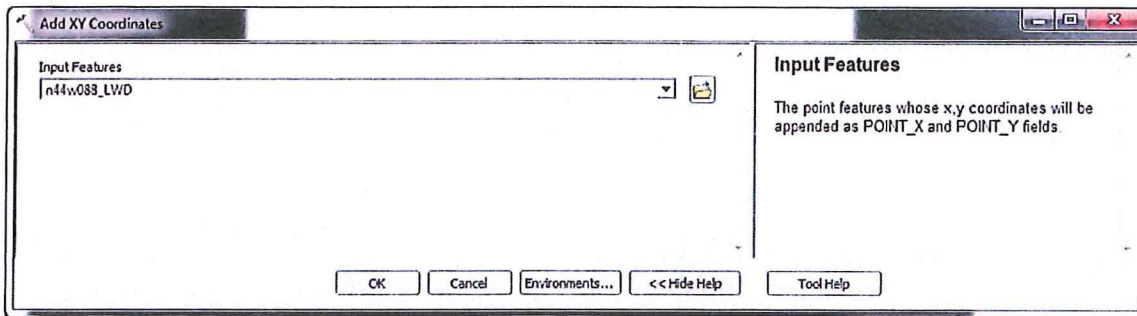 Add XY Coordinates
Input Features
n44w088_LWD
OK
Cancel
Environments...
<< Hide Help
Input Features
The point features whose x,y coordinates will be
appended as POINT_X and POINT_Y fields.
Tool Help